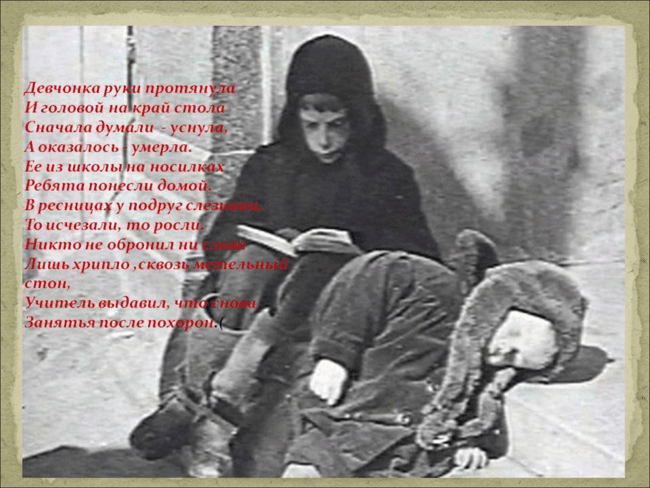 Девчонка руки протянула
И головой на край стола
Сначала думали - уснула,
А оказалось - умерла.
Ее из школы на носилках
Ребята понесли домой.
В ресницах у подруг слезинки,
То исчезали, то росли.
Никто не обронил ни слова
Лишь хрипло ,сквозь метельный
стон,
Учитель выдавил, что снова
Занятья после похорон.(